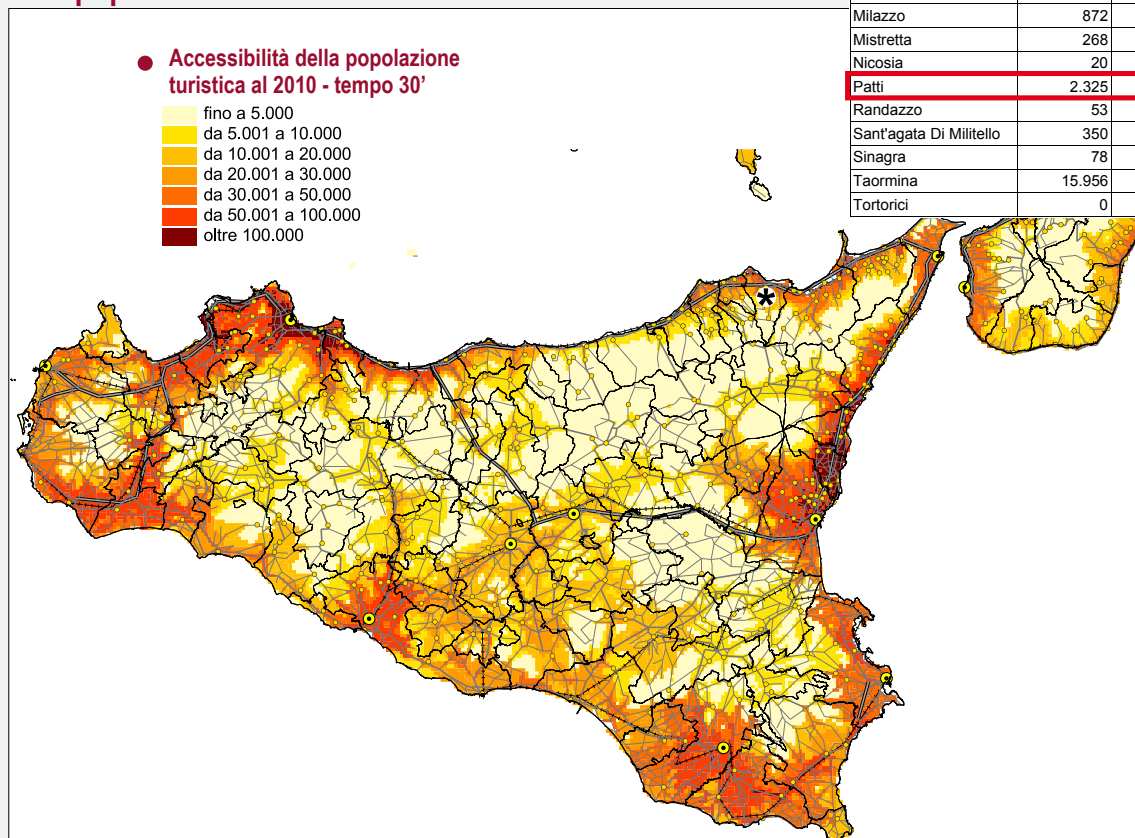 Accessibilità della popolazione
turistica al 2010 - tempo 30’
fino a 5.000
da 5.001 a 10.000
da 10.001 a 20.000
da 20.001 a 30.000
da 30.001 a 50.000
da 50.001 a 100.000
oltre 100.000
Milazzo 872
Mistretta 268
Nicosia 20
Patti 2.325
Randazzo 53
Sant'agata Di Militello 350
Sinagra 78
Taormina 15.956
Tortorici 0
*